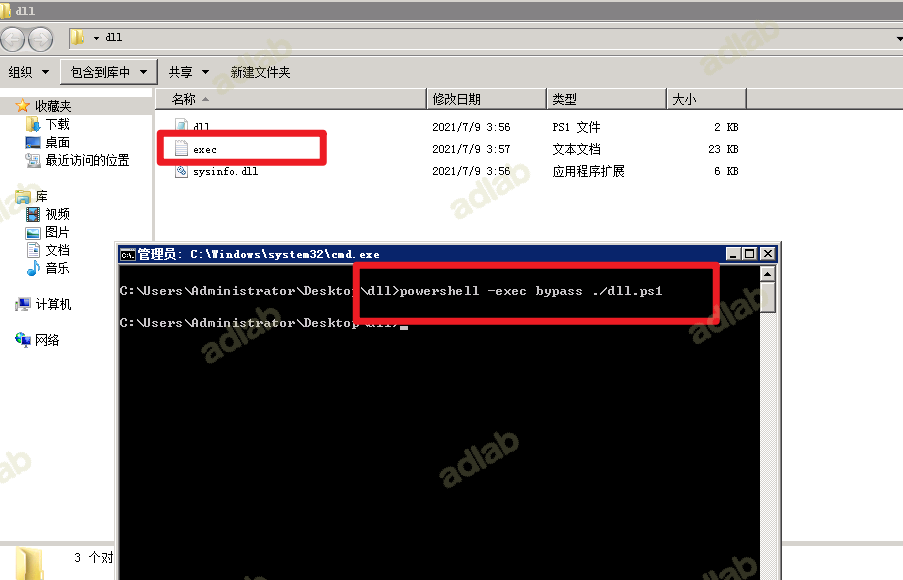 dll
dll
组织 包含到库中 共享 新建文件夹
名称 修改日期 类型 大小
收藏夹
下载
桌面
最近访问的位置
库
视频
图片
文档
音乐
计算机
网络
dll 2021/7/9 3:56 PS1 文件 2 KB
exec 2021/7/9 3:57 文本文档 23 KB
sysinfo.dll 2021/7/9 3:56 应用程序扩展 6 KB
管理员: C:\Windows\system32\cmd.exe
C:\Users\Administrator\Desktop\dll>powershell -exec bypass ./dll.ps1
C:\Users\Administrator\Desktop\dll>
3 个对
adlab
adlab
adlab
adlab
adlab
adlab
adlab